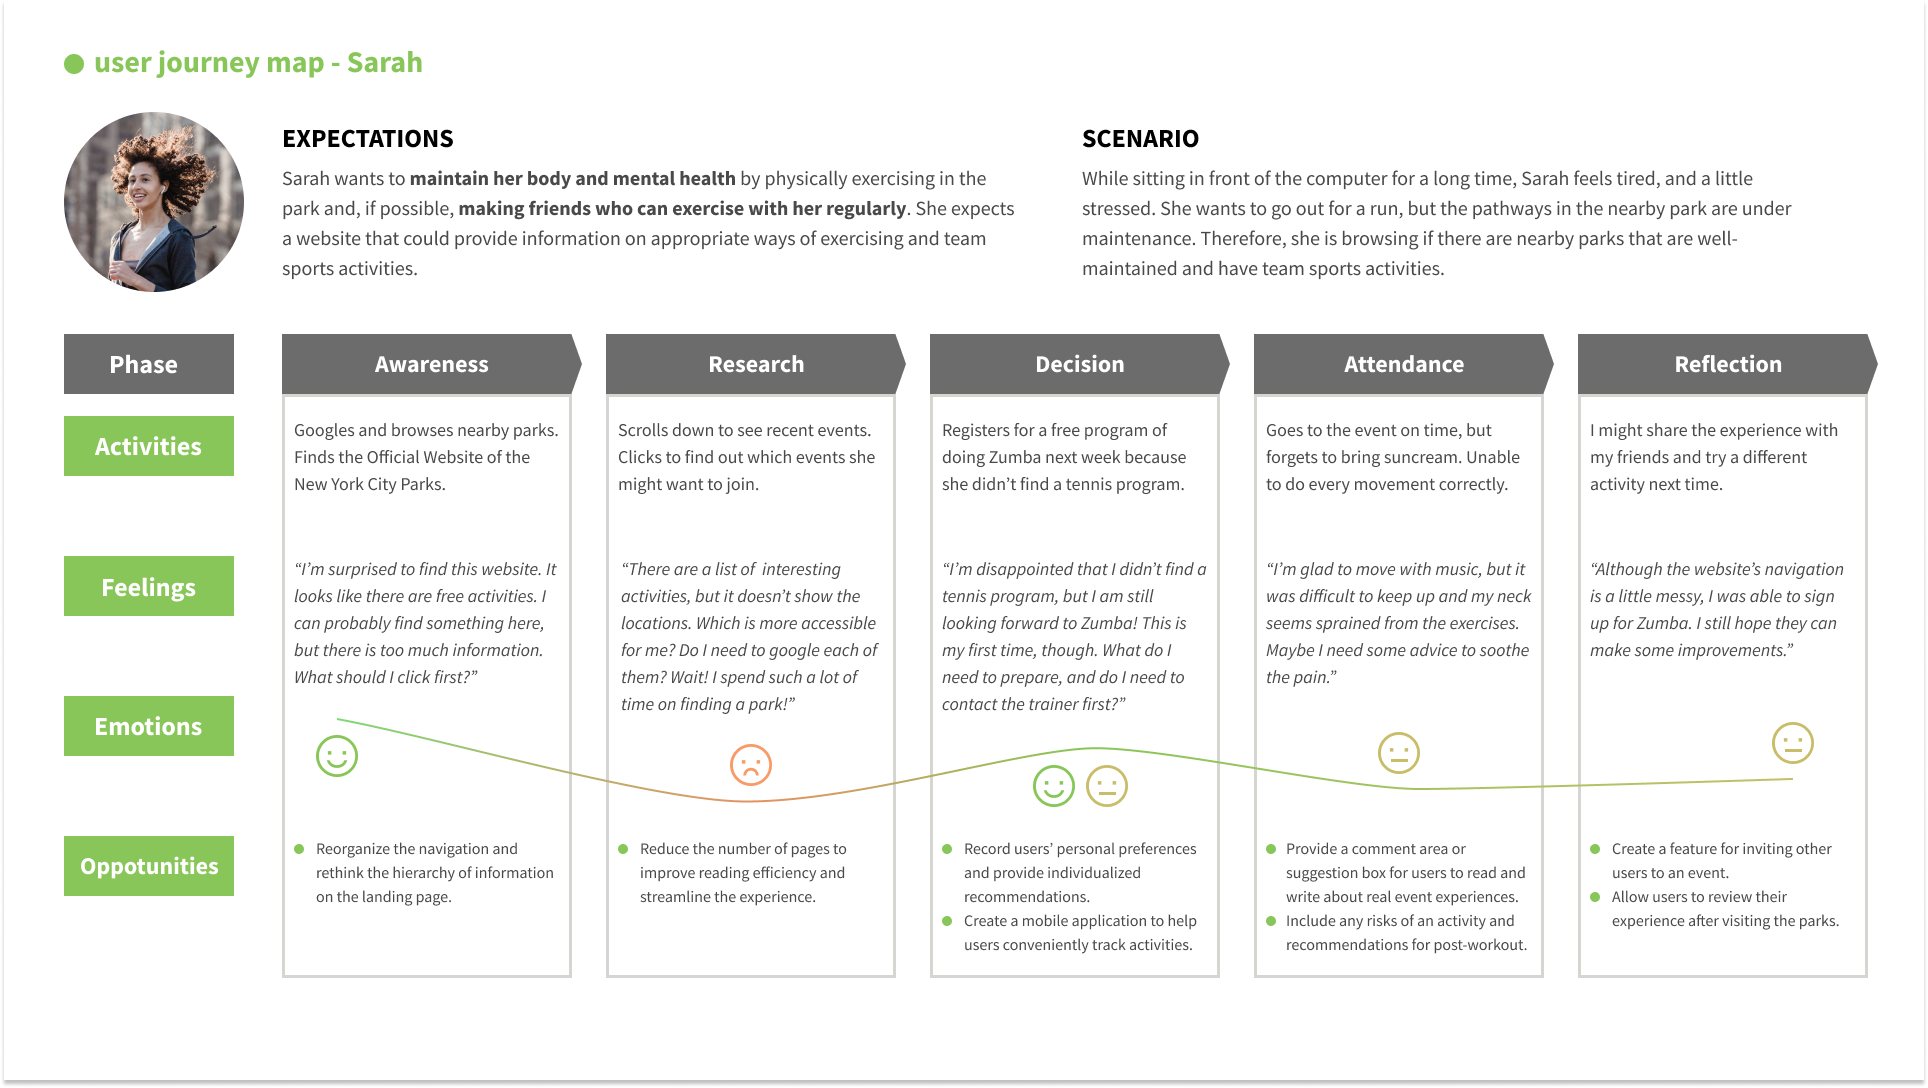 user journey map - Sarah
EXPECTATIONS
Sarah wants to maintain her body and mental health by physically exercising in the
park and, if possible, making friends who can exercise with her regularly. She expects
a website that could provide information on appropriate ways of exercising and team
sports activities.
SCENARIO
While sitting in front of the computer for a long time, Sarah feels tired, and a little
stressed. She wants to go out for a run, but the pathways in the nearby park are under
maintenance. Therefore, she is browsing if there are nearby parks that are well-
maintained and have team sports activities.
Phase
Awareness
Research
Decision
Attendance
Reflection
Activities
Googles and browses nearby parks.
Finds the Official Website of the
New York City Parks.
Scrolls down to see recent events.
Clicks to find out which events she
might want to join.
Registers for a free program of
doing Zumba next week because
she didn't find a tennis program.
Goes to the event on time, but
forgets to bring suncream. Unable
to do every movement correctly.
I might share the experience with
my friends and try a different
activity next time.
Feelings
“I’m surprised to find this website. It
looks like there are free activities. I
can probably find something here,
but there is too much information.
What should I click first?”
“There are a list of  interesting
activities, but it doesn’t show the
locations. Which is more accessible
for me? Do I need to google each of
them? Wait! I spend such a lot of
time on finding a park!”
“I’m disappointed that I didn’t find a
tennis program, but I am still
looking forward to Zumba! This is
my first time, though. What do I
need to prepare, and do I need to
contact the trainer first?”
“I’m glad to move with music, but it
was difficult to keep up and my neck
seems sprained from the exercises.
Maybe I need some advice to soothe
the pain.”
“Although the website’s navigation
is a little messy, I was able to sign
up for Zumba. I still hope they can
make some improvements.”
Emotions
Oppotunities
Reorganize the navigation and
rethink the hierarchy of information
on the landing page.
Reduce the number of pages to
improve reading efficiency and
streamline the experience.
Record users’ personal preferences
and provide individualized
recommendations.
Create a mobile application to help
users conveniently track activities.
Provide a comment area or
suggestion box for users to read and
write about real event experiences.
Include any risks of an activity and
recommendations for post-workout.
Create a feature for inviting other
users to an event.
Allow users to review their
experience after visiting the parks.